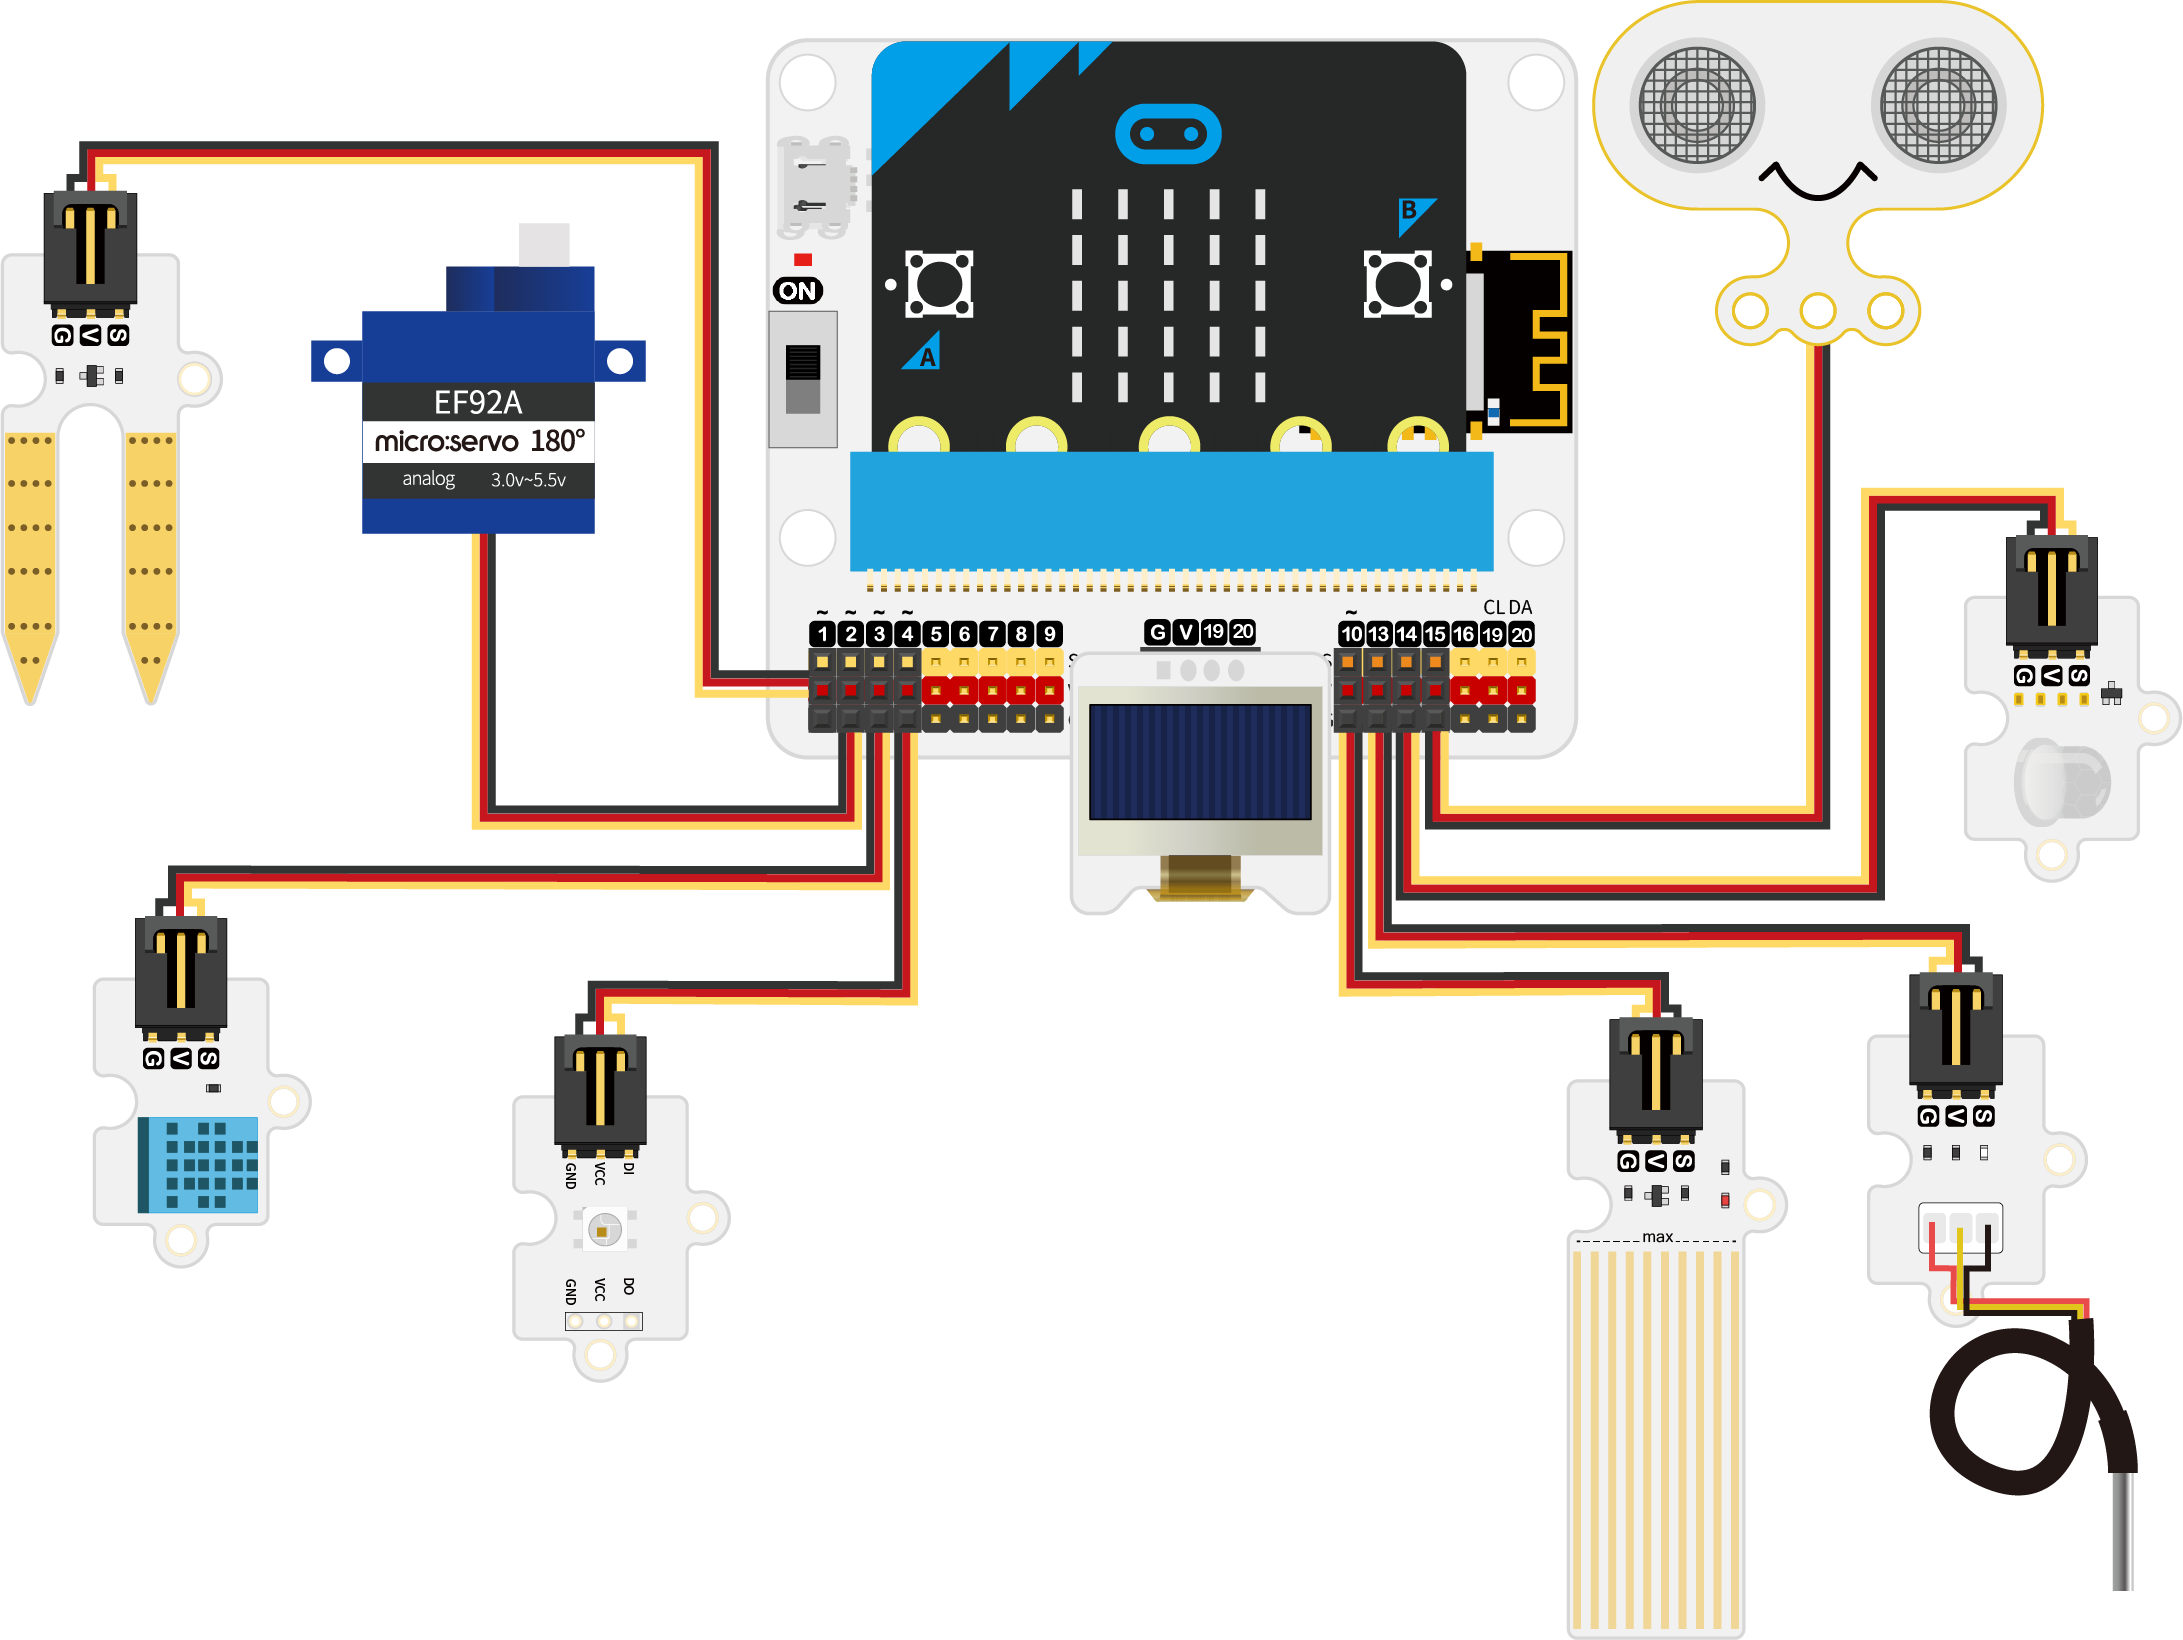 B
ON
A
G V S
EF92A
micro:servo 180°
analog 3.0v~5.5v
CL DA
~ ~ ~ ~
1 2 3 4 5 6 7 8 9
G V 19 20
~
10 13 14 15 16 19 20
G V S
G V S
GND VCC DI
GND VCC DO
G V S
max
G V S